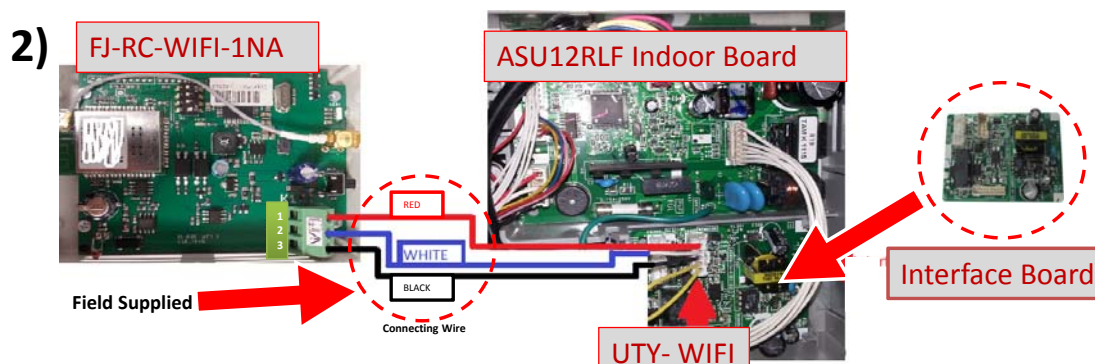 2)
FJ-RC-WIFI-1NA
ASU12RLF Indoor Board
1
2
3
RED
WHITE
BLACK
Field Supplied
Connecting Wire
Interface Board
UTY- WIFI